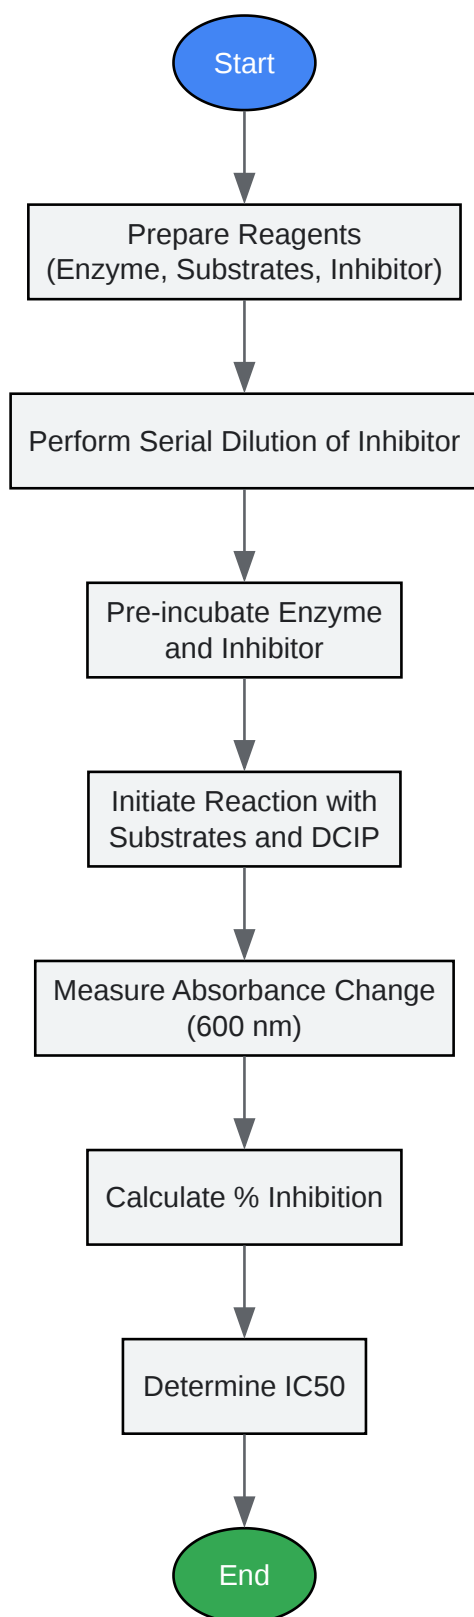 Start
Prepare Reagents
(Enzyme, Substrates, Inhibitor)
Perform Serial Dilution of Inhibitor
Pre-incubate Enzyme
and Inhibitor
Initiate Reaction with
Substrates and DCIP
Measure Absorbance Change
(600 nm)
Calculate % Inhibition
Determine IC50
End